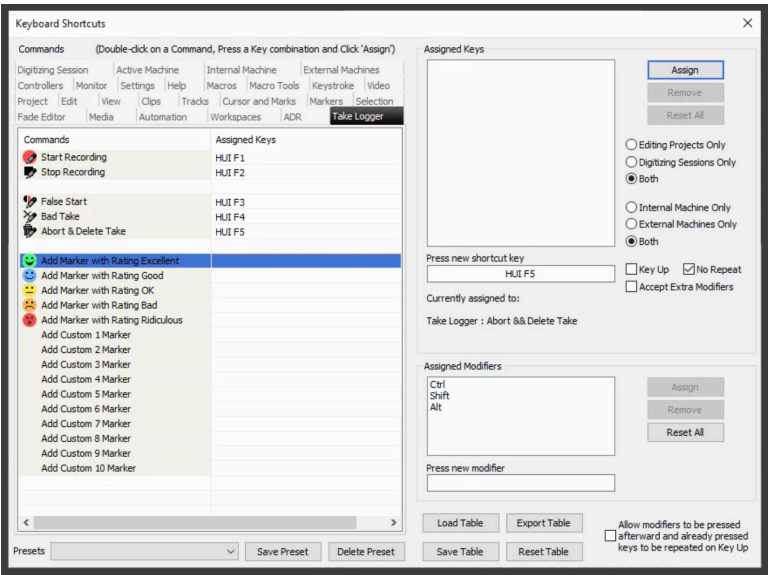 Keyboard Shortcuts
Commands (Double-click on a Command, Press a Key combination and Click 'Assign')
Digitizing Session Active Machine Internal Machine External Machines
Controllers Monitor Settings Help Macros Macro Tools Keystroke Video
Project Edit View Clips Tracks Cursor and Marks Markers Selection
Fade Editor Media Automation Workspaces ADR Take Logger
Commands Assigned Keys
Start Recording HUI F1
Stop Recording HUI F2
False Start HUI F3
Bad Take HUI F4
Abort & Delete Take HUI F5
Add Marker with Rating Excellent
Add Marker with Rating Good
Add Marker with Rating OK
Add Marker with Rating Bad
Add Marker with Rating Ridiculous
Add Custom 1 Marker
Add Custom 2 Marker
Add Custom 3 Marker
Add Custom 4 Marker
Add Custom 5 Marker
Add Custom 6 Marker
Add Custom 7 Marker
Add Custom 8 Marker
Add Custom 9 Marker
Add Custom 10 Marker
Presets Save Preset Delete Preset
Assigned Keys
Assign
Remove
Reset All
Editing Projects Only
Digitizing Sessions Only
Both
Internal Machine Only
External Machines Only
Both
Press new shortcut key
HUI F5
Key Up No Repeat
Accept Extra Modifiers
Currently assigned to:
Take Logger : Abort && Delete Take
Assigned Modifiers
Ctrl
Shift
Alt
Assign
Remove
Reset All
Press new modifier
Load Table Export Table
Save Table Reset Table
Allow modifiers to be pressed
afterward and already pressed
keys to be repeated on Key Up